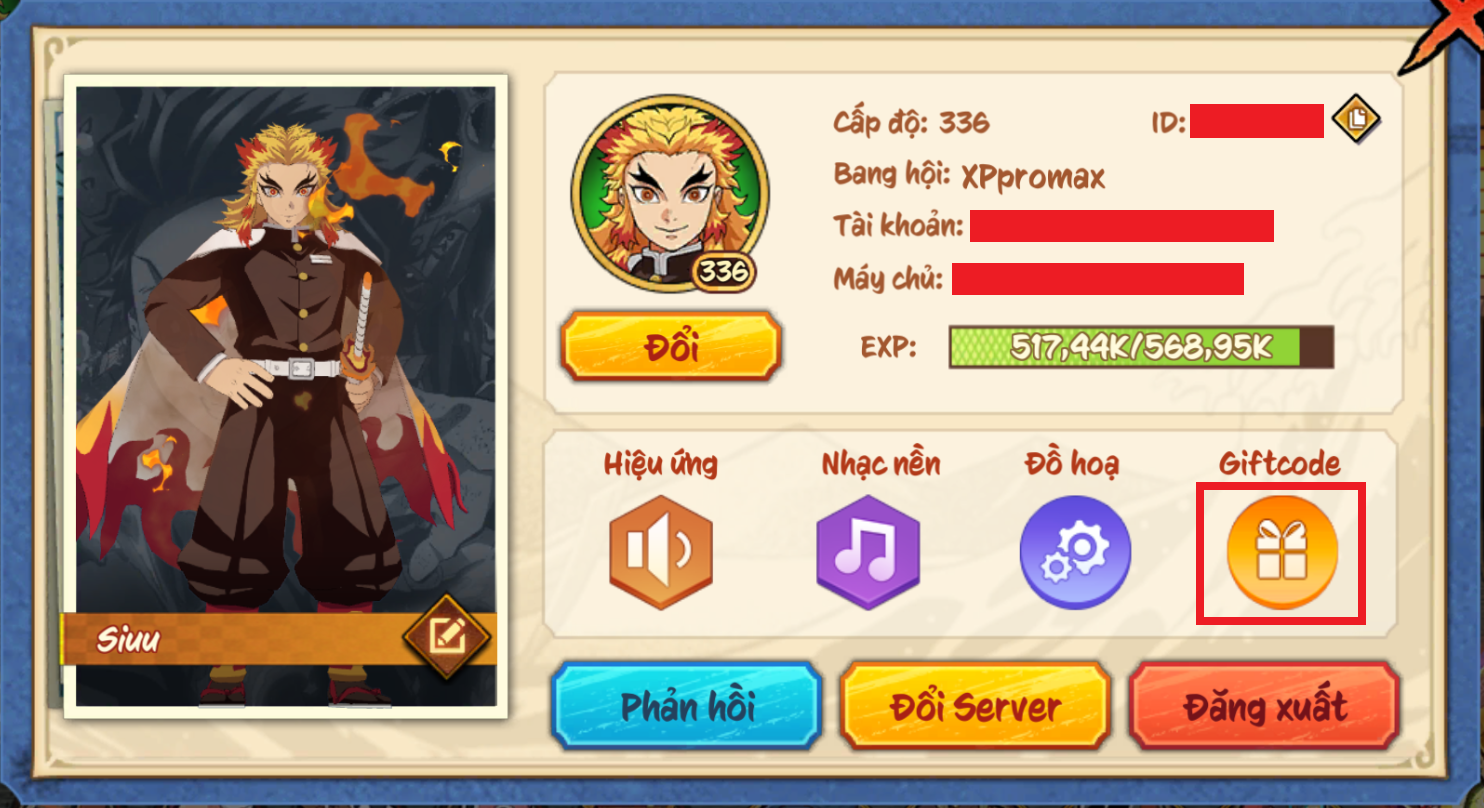 Cấp độ: 336
ID:
Bang hội: XPpromax
Tài khoản:
Máy chủ:
336
Đổi
EXP: 517,44K/568,95K
Hiệu ứng
Nhạc nền
Đồ hoạ
Giftcode
Siuu
Phản hồi
Đổi Server
Đăng xuất